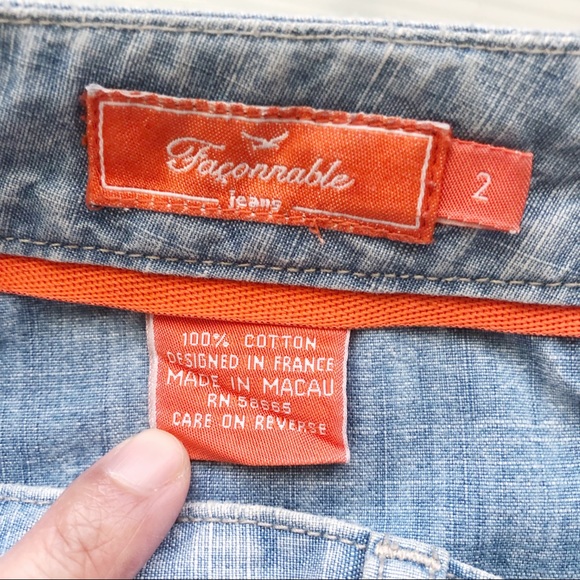 Façonnable
jeans
2
100% COTTON
DESIGNED IN FRANCE
MADE IN MACAU
RN 56665
CARE ON REVERSE